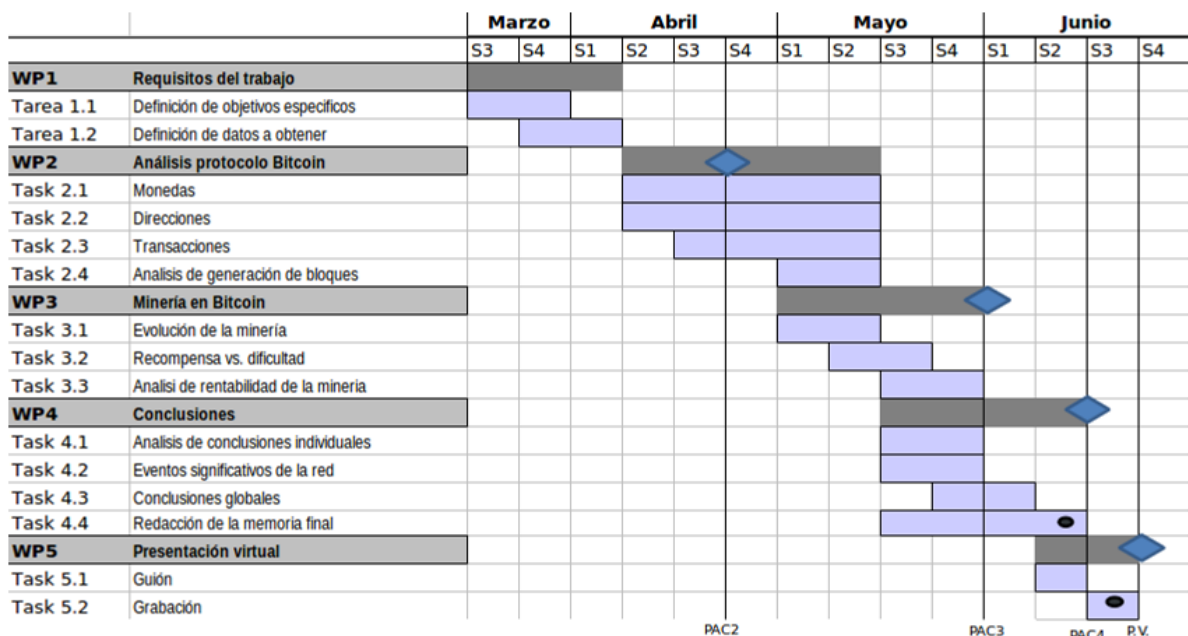 Marzo Abril Mayo Junio
S3 S4 S1 S2 S3 S4 S1 S2 S3 S4 S1 S2 S3 S4
WP1 Requisitos del trabajo
Tarea 1.1 Definición de objetivos especificos
Tarea 1.2 Definición de datos a obtener
WP2 Análisis protocolo Bitcoin
Task 2.1 Monedas
Task 2.2 Direcciones
Task 2.3 Transacciones
Task 2.4 Analisis de generación de bloques
WP3 Minería en Bitcoin
Task 3.1 Evolución de la minería
Task 3.2 Recompensa vs. dificultad
Task 3.3 Analisi de rentabilidad de la mineria
WP4 Conclusiones
Task 4.1 Analisis de conclusiones individuales
Task 4.2 Eventos significativos de la red
Task 4.3 Conclusiones globales
Task 4.4 Redacción de la memoria final
WP5 Presentación virtual
Task 5.1 Guión
Task 5.2 Grabación
PAC2 PAC3 PAC4 P.V.